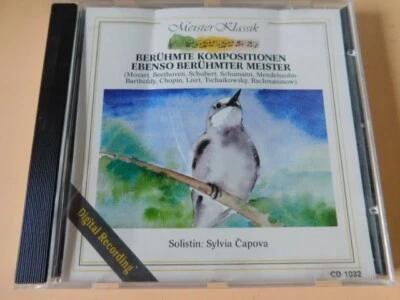 Meister Klassik
BERÜHMTE KOMPOSITIONEN
EBENSO BERÜHMTER MEISTER
(Mozart, Beethoven, Schubert, Schumann, Mendelssohn
Bartholdy, Chopin, Liszt, Tschaikowsky, Rachmaninow)
Digital Recording
Solistin: Sylvia Čapova
CD 1032